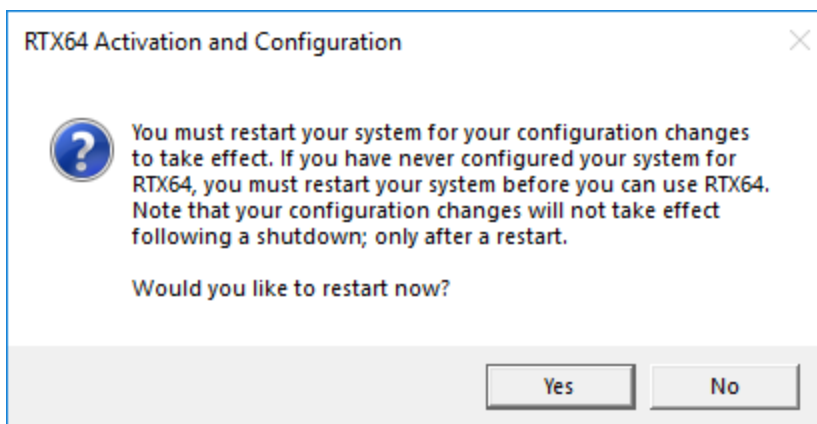 RTX64 Activation and Configuration
You must restart your system for your configuration changes
to take effect. If you have never configured your system for
RTX64, you must restart your system before you can use RTX64.
Note that your configuration changes will not take effect
following a shutdown; only after a restart.
Would you like to restart now?
Yes
No